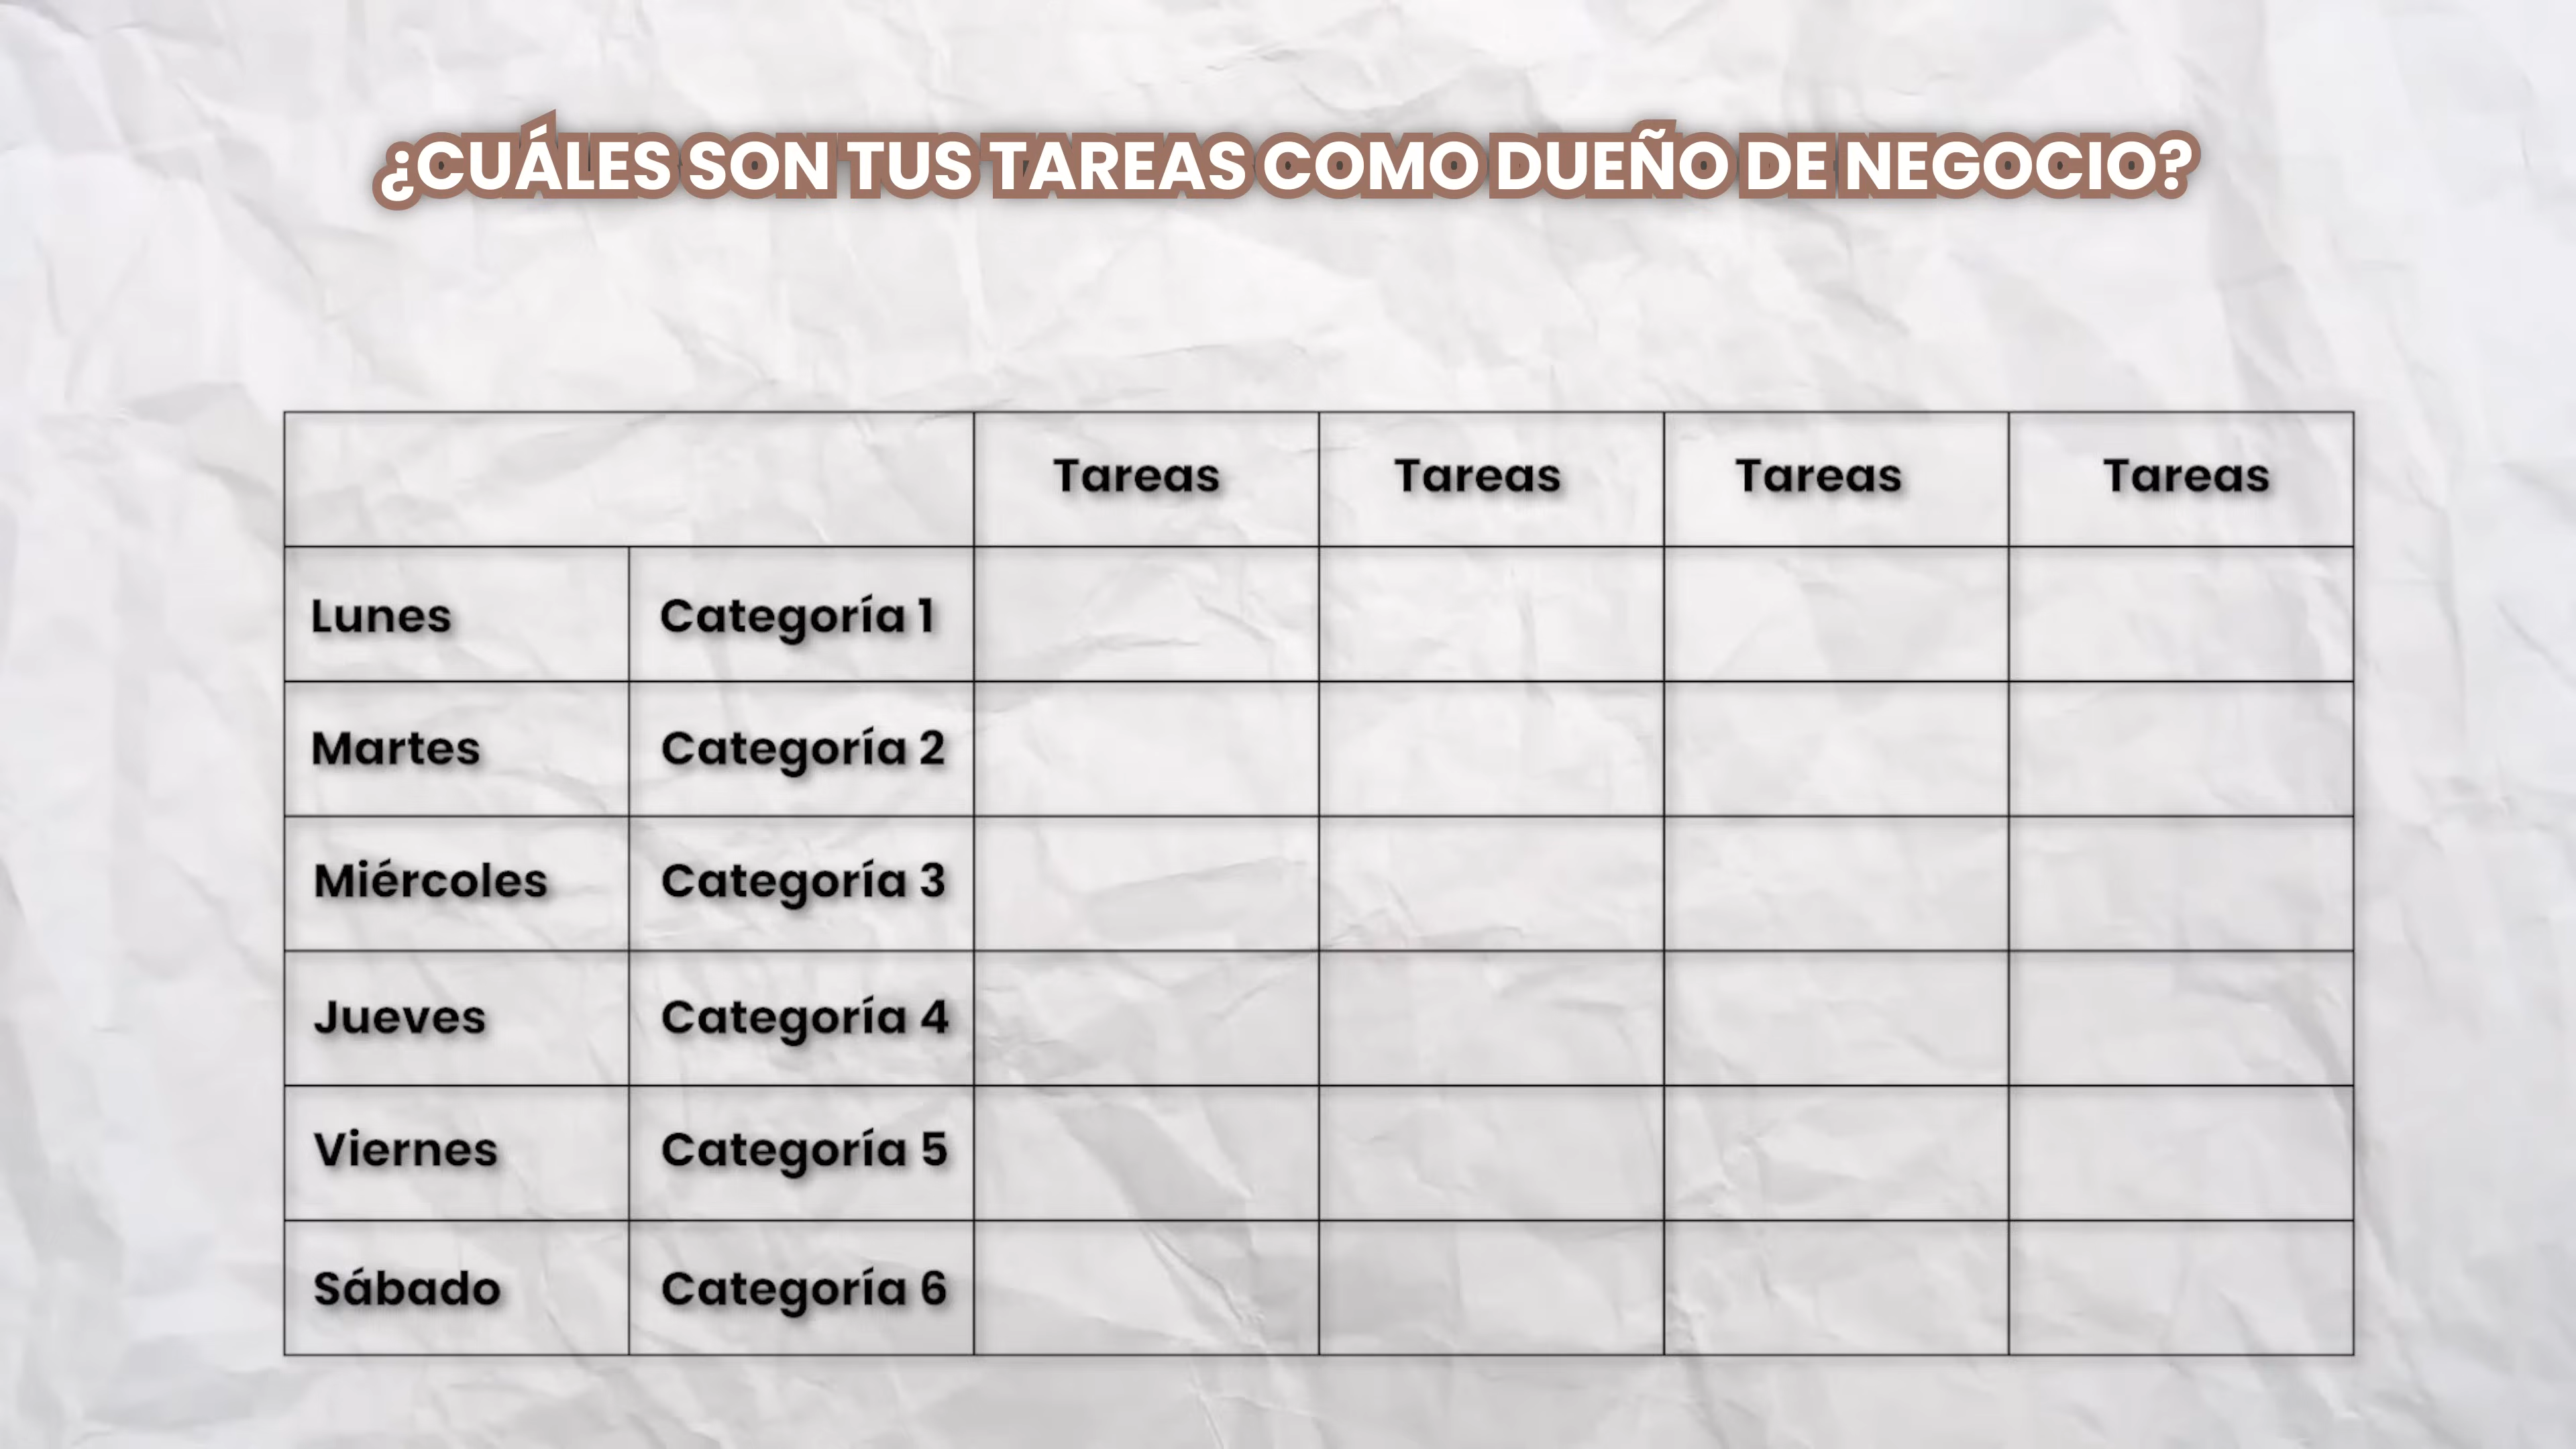 ¿CUÁLES SON TUS TAREAS COMO DUEÑO DE NEGOCIO?
Tareas Tareas Tareas Tareas
Lunes Categoría 1
Martes Categoría 2
Miércoles Categoría 3
Jueves Categoría 4
Viernes Categoría 5
Sábado Categoría 6